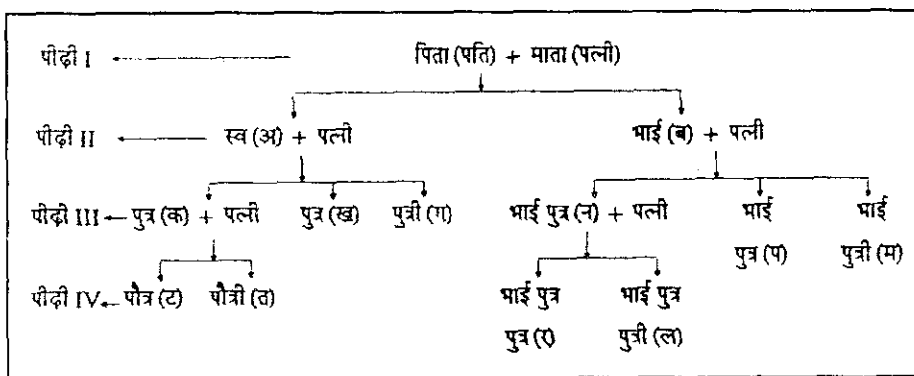 पीढ़ी I पिता (पति) + माता (पत्नी)
पीढ़ी II स्व (अ) + पत्नी भाई (ब) + पत्नी
पीढ़ी III पुत्र (क) + पत्नी पुत्र (ख) पुत्री (ग) भाई पुत्र (न) + पत्नी भाई भाई
पुत्र (प) पुत्री (म)
पीढ़ी IV पौत्र (ट) पौत्री (त) भाई पुत्र भाई पुत्र
पुत्र (र) पुत्री (ल)